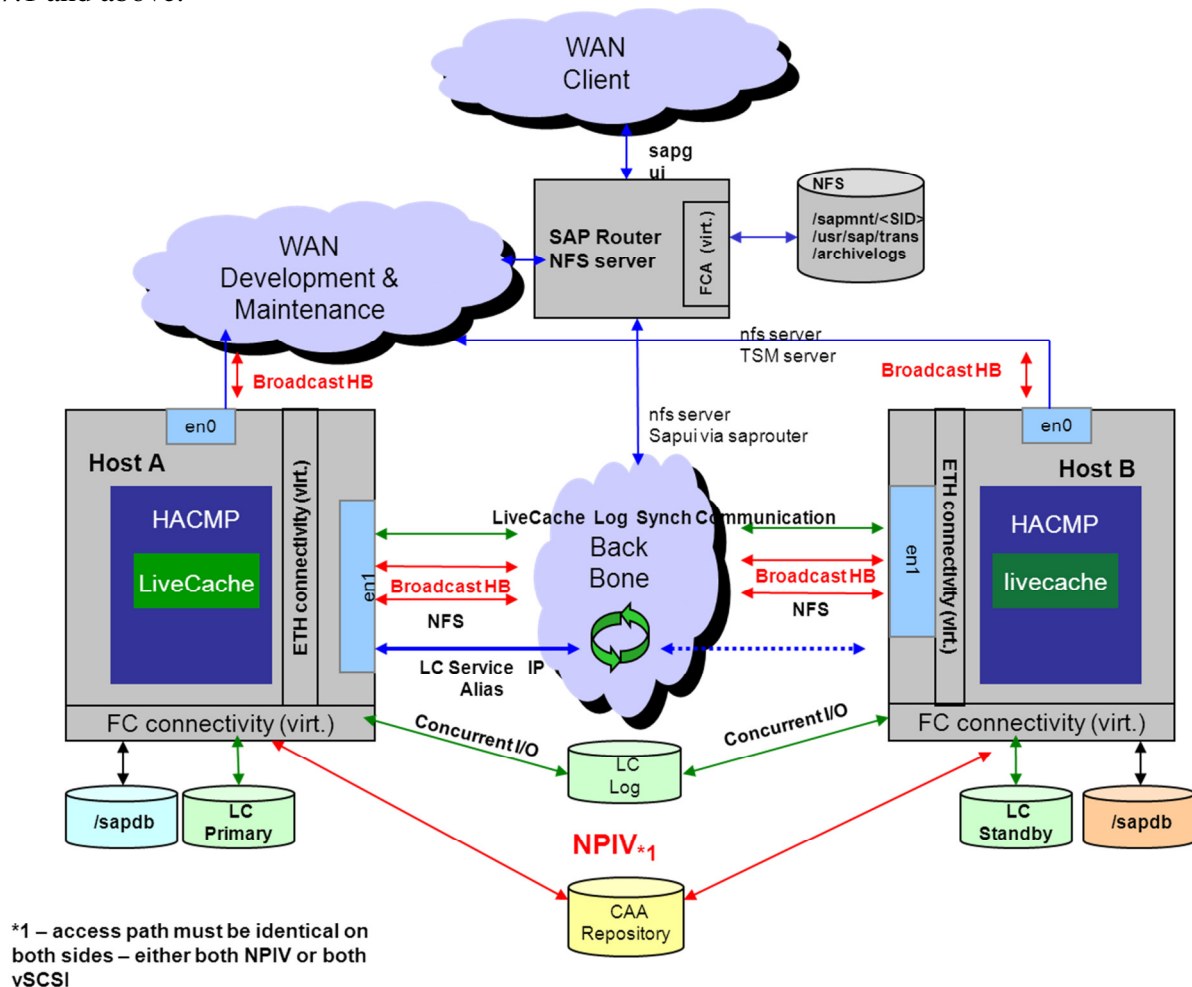 7.1 and above.
WAN
Client
sapg
ui
NFS
/sapmnt/<SID>
/usr/sap/trans
/archivelogs
SAP Router
NFS server
FCA (virt.)
WAN
Development &
Maintenance
nfs server
TSM server
Broadcast HB
Broadcast HB
nfs server
Sapui via saprouter
en0
en0
Host A
Host B
ETH connectivity (virt.)
ETH connectivity (virt.)
HACMP
LiveCache
HACMP
livecache
en1
en1
LiveCache Log Synch Communication
Back
Bone
Broadcast HB
Broadcast HB
NFS
NFS
LC Service IP
Alias
FC connectivity (virt.)
FC connectivity (virt.)
Concurrent I/O
Concurrent I/O
LC
Log
/sapdb
LC
Primary
LC
Standby
/sapdb
NPIV*1
CAA
Repository
*1 – access path must be identical on
both sides – either both NPIV or both
vSCSI